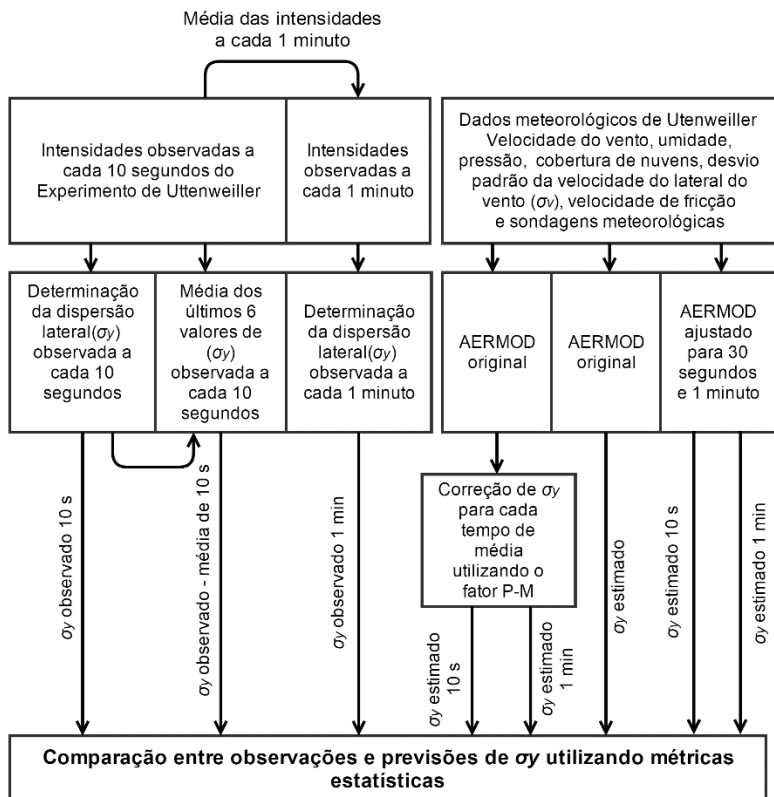 Média das intensidades
a cada 1 minuto
Intensidades observadas a
cada 10 segundos do
Experimento de Uttenweiller
Intensidades
observadas a
cada 1 minuto
Dados meteorológicos de Utenweiller
Velocidade do vento, umidade,
pressão, cobertura de nuvens, desvio
padrão da velocidade do lateral do
vento (σv), velocidade de fricção
e sondagens meteorológicas
Determinação
da dispersão
lateral(σy)
observada a
cada 10
segundos
Média dos
últimos 6
valores de
(σy)
observada a
cada 10
segundos
Determinação
da dispersão
lateral(σy)
observada a
cada 1 minuto
AERMOD
original
AERMOD
original
AERMOD
ajustado
para 30
segundos
e 1 minuto
Correção de σy
para cada
tempo de
média
utilizando o
fator P-M
σy observado 10 s
σy observado - média de 10 s
σy observado 1 min
σy estimado
10 s
σy estimado
1 min
σy estimado
σy estimado 10 s
σy estimado 1 min
Comparação entre observações e previsões de σy utilizando métricas
estatísticas